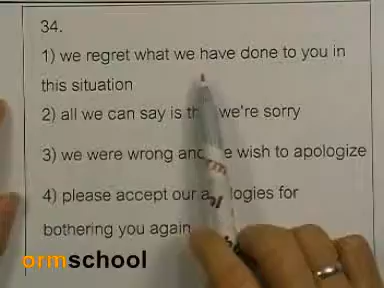 34.
1) we regret what we have done to you in
this situation
2) all we can say is we're sorry
3) we were wrong and wish to apologize
4) please accept our apologies for
bothering you again
ormschool